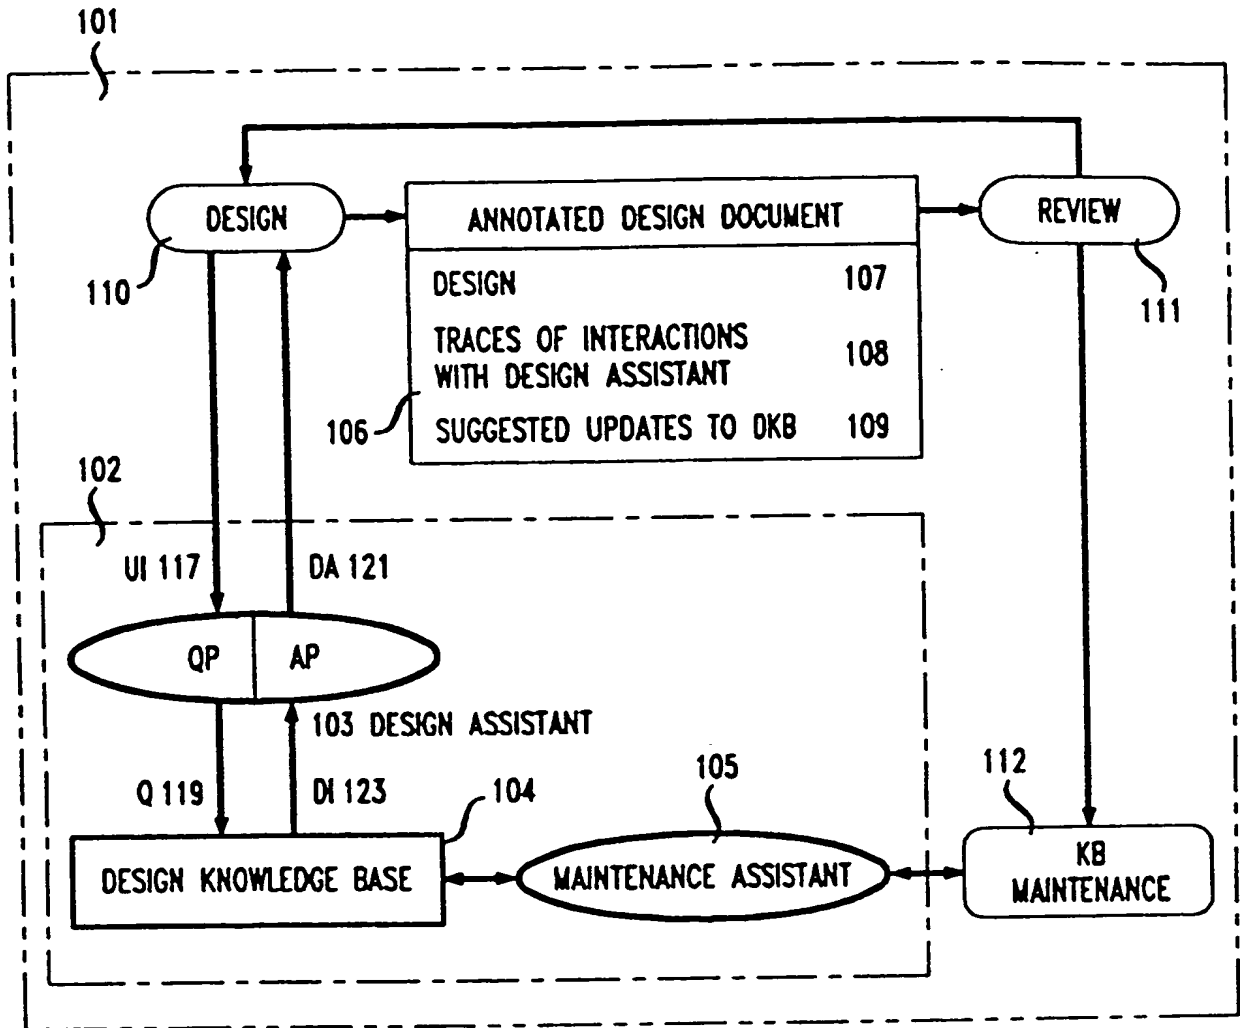 101
DESIGN
ANNOTATED DESIGN DOCUMENT
REVIEW
110
DESIGN 107
111
TRACES OF INTERACTIONS
WITH DESIGN ASSISTANT 108
106
SUGGESTED UPDATES TO DKB 109
102
UI 117
DA 121
QP
AP
103 DESIGN ASSISTANT
Q 119
DI 123
104
105
112
DESIGN KNOWLEDGE BASE
MAINTENANCE ASSISTANT
KB
MAINTENANCE